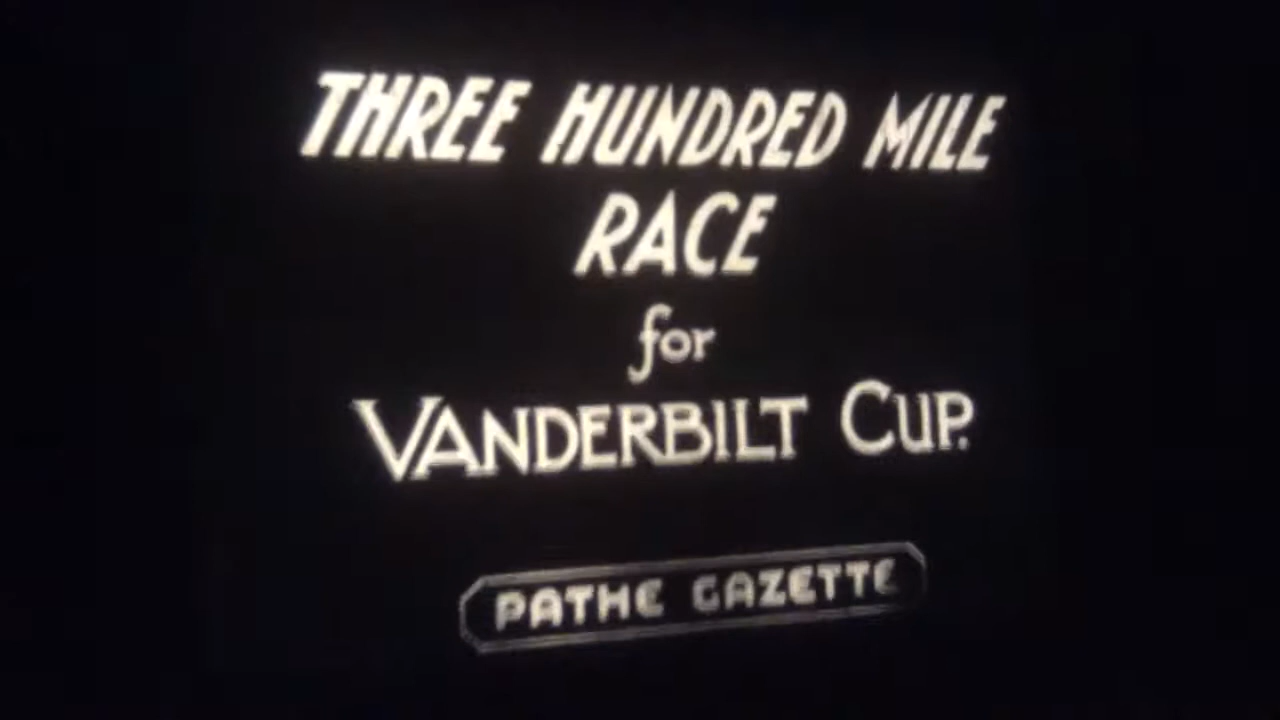 THREE HUNDRED MILE
RACE
for
VANDERBILT CUP.
PATHE GAZETTE